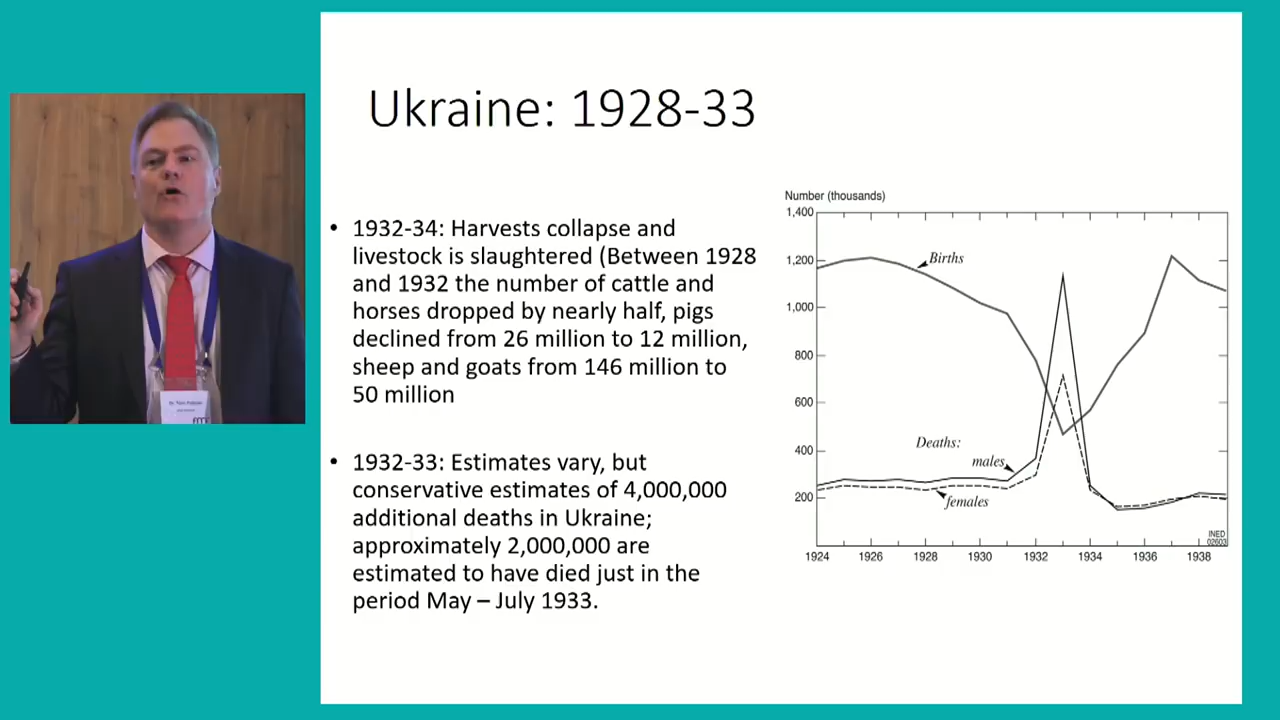 Ukraine: 1928-33
• 1932-34: Harvests collapse and
livestock is slaughtered (Between 1928
and 1932 the number of cattle and
horses dropped by nearly half, pigs
declined from 26 million to 12 million,
sheep and goats from 146 million to
50 million
• 1932-33: Estimates vary, but
conservative estimates of 4,000,000
additional deaths in Ukraine;
approximately 2,000,000 are
estimated to have died just in the
period May – July 1933.
Number (thousands)
1,400
1,200
1,000
800
600
400
200
Births
Deaths:
males
females
INED
02603
1924 1926 1928 1930 1932 1934 1936 1938